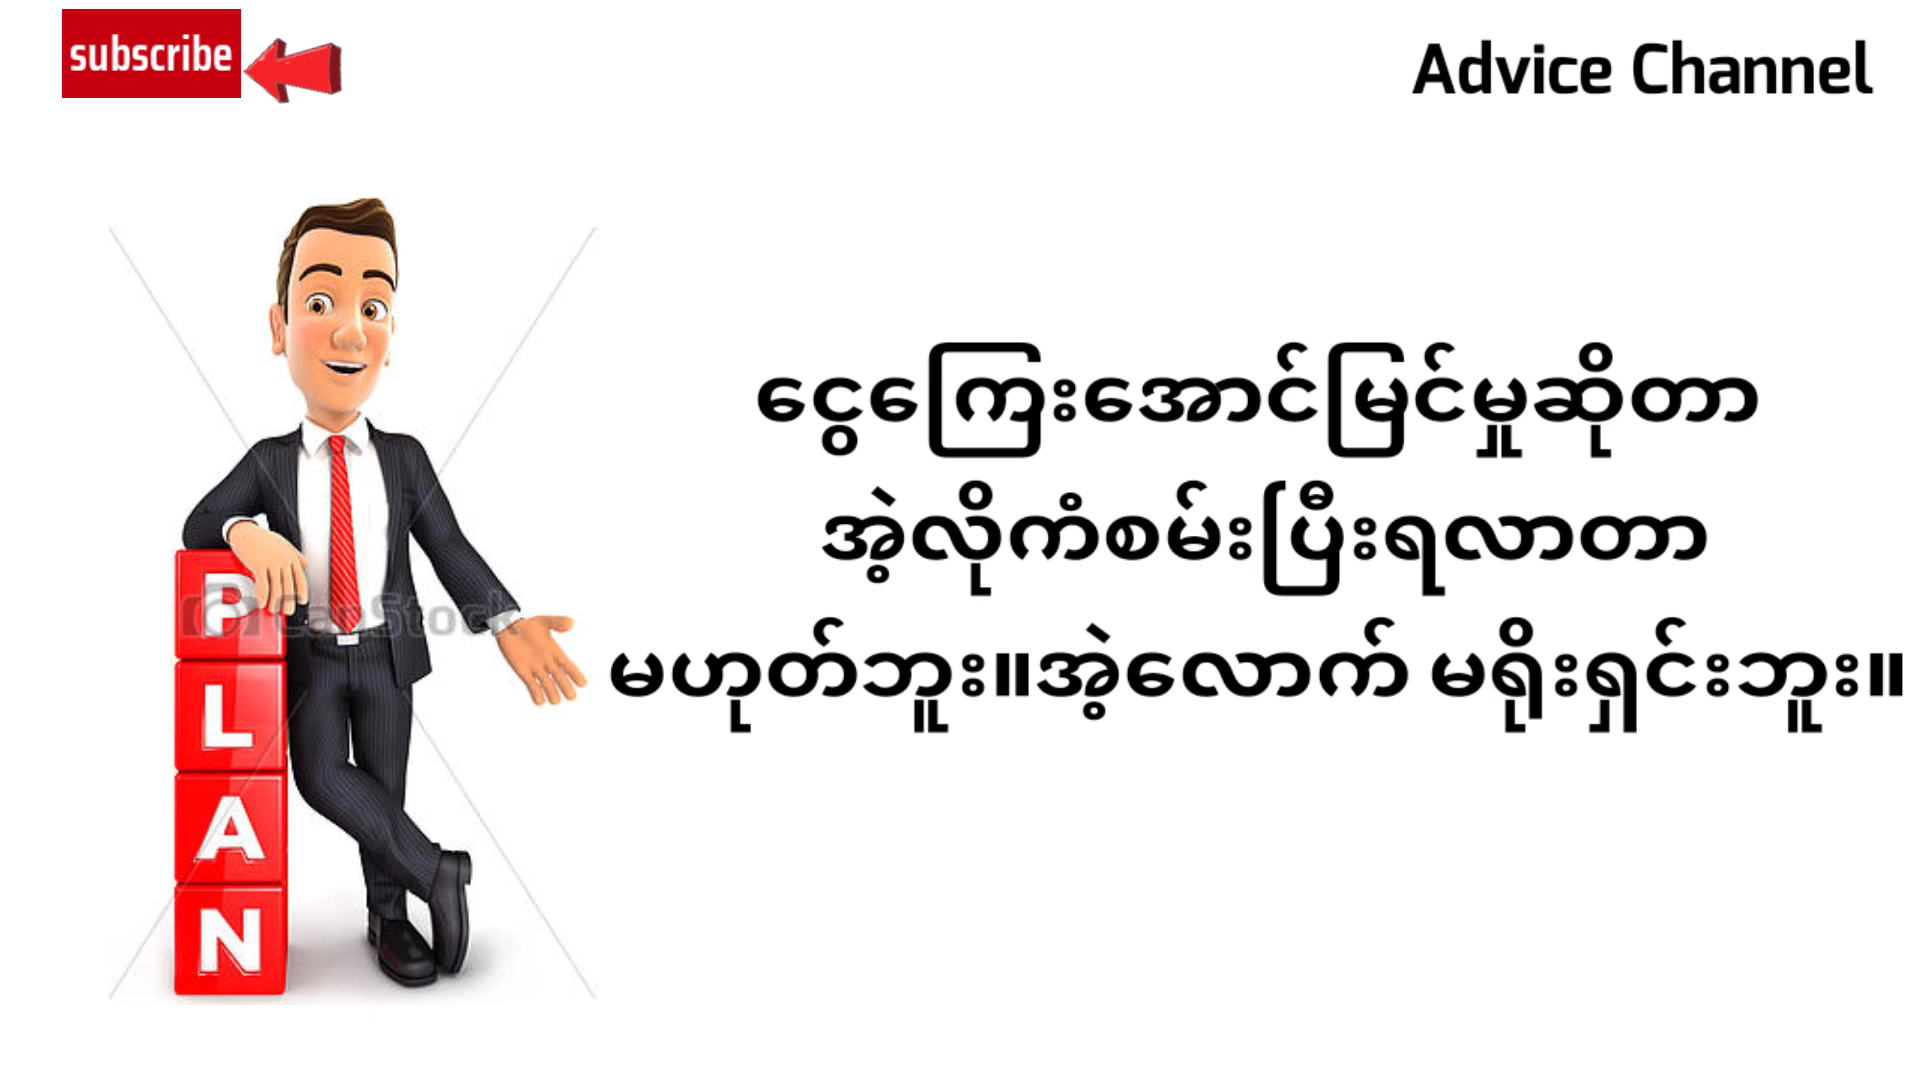 subscribe
Advice Channel
ငွေကြေးအောင်မြင်မှုဆိုတာ
အဲ့လိုကံစမ်းပြီးရလာတာ
မဟုတ်ဘူး။အဲ့လောက် မရိုးရှင်းဘူး။
P
L
A
N
CanStock